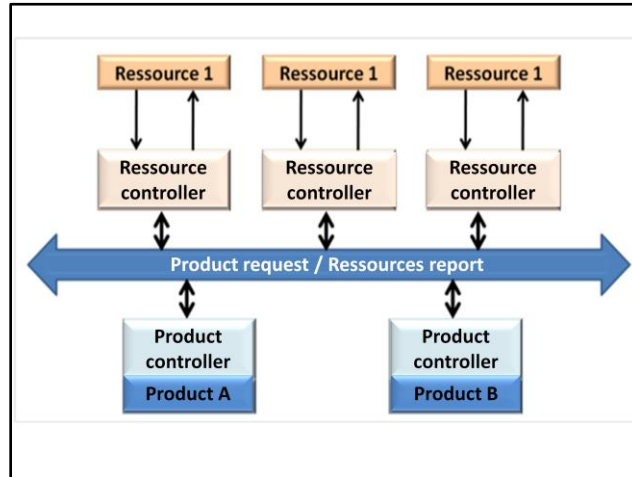 Ressource 1
Ressource 1
Ressource 1
Ressource
controller
Ressource
controller
Ressource
controller
Product request / Ressources report
Product
controller
Product A
Product
controller
Product B